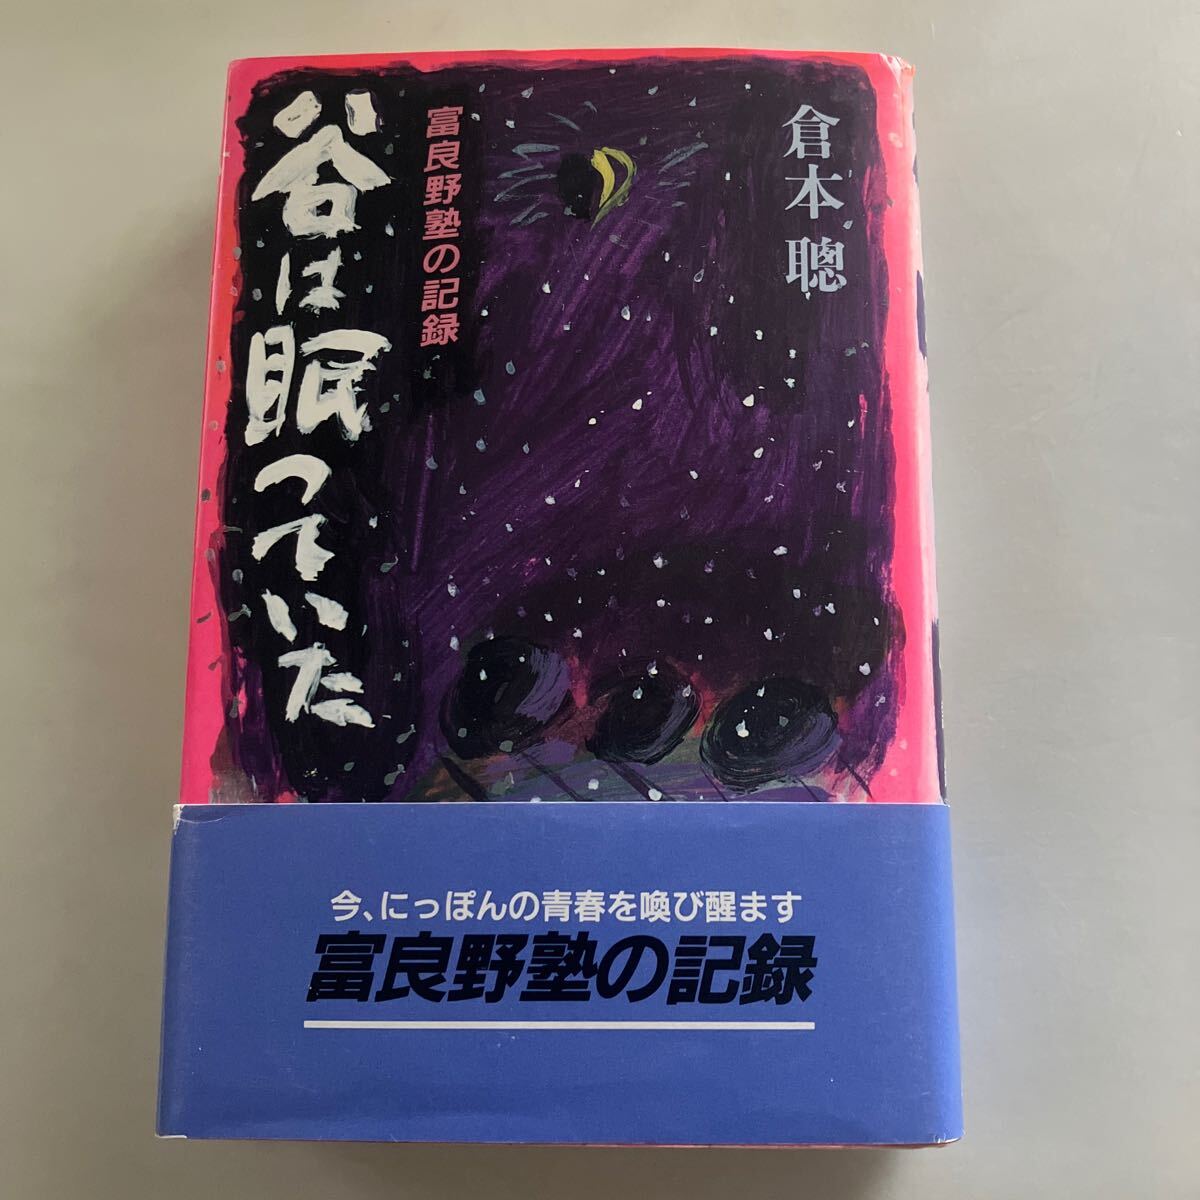 倉本 聰
富良野塾の記録
谷は眠っていた
今、にっぽんの青春を喚び醒ます
富良野塾の記録